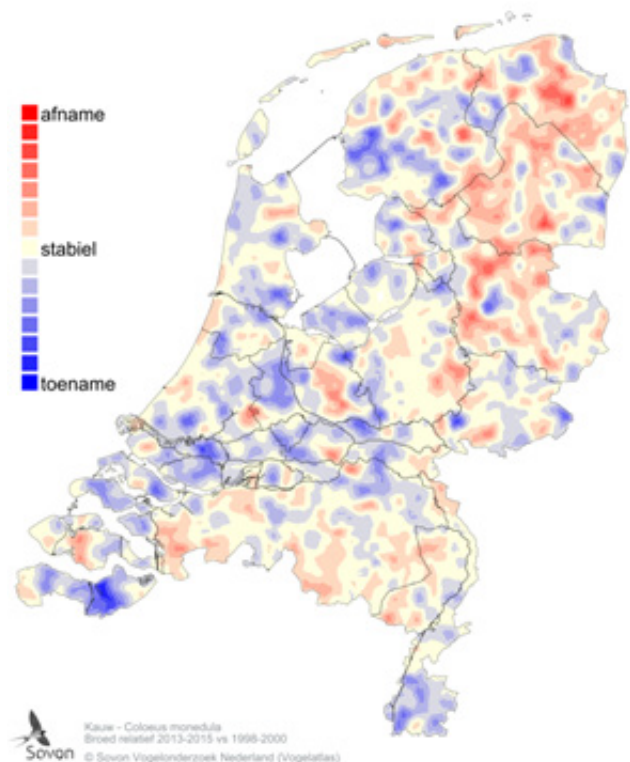 afname
stabiel
toename
Kauw - Coloeus monedula
Broed relatief 2013-2015 vs 1998-2000
© Sovon Vogelonderzoek Nederland (Vogelatlas)
Sovon